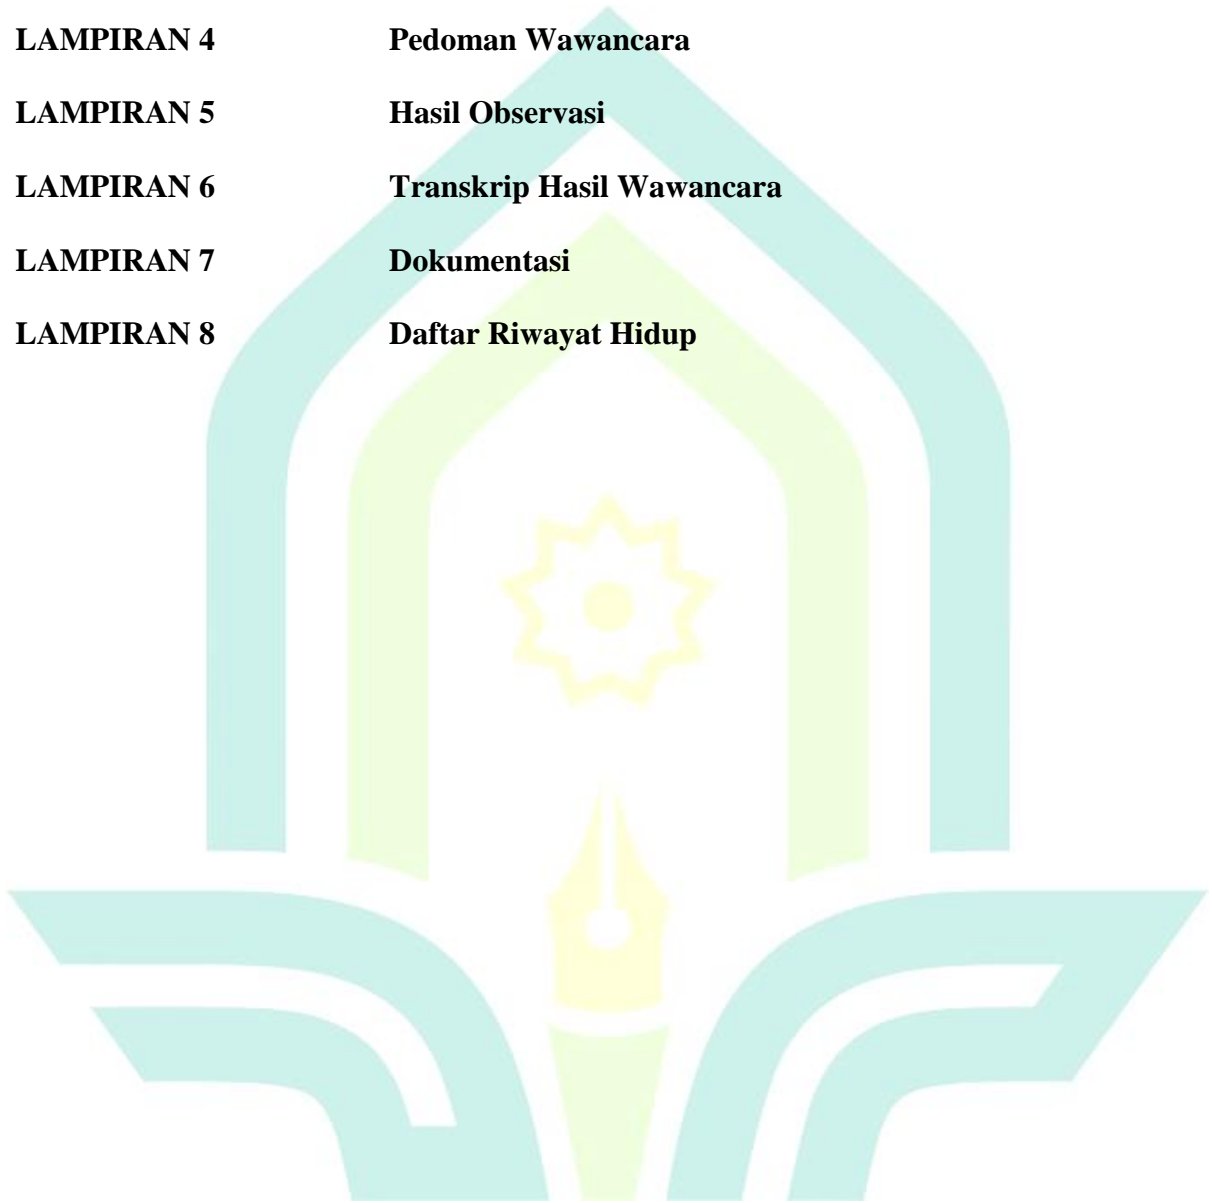 LAMPIRAN 4 Pedoman Wawancara
LAMPIRAN 5 Hasil Observasi
LAMPIRAN 6 Transkrip Hasil Wawancara
LAMPIRAN 7 Dokumentasi
LAMPIRAN 8 Daftar Riwayat Hidup